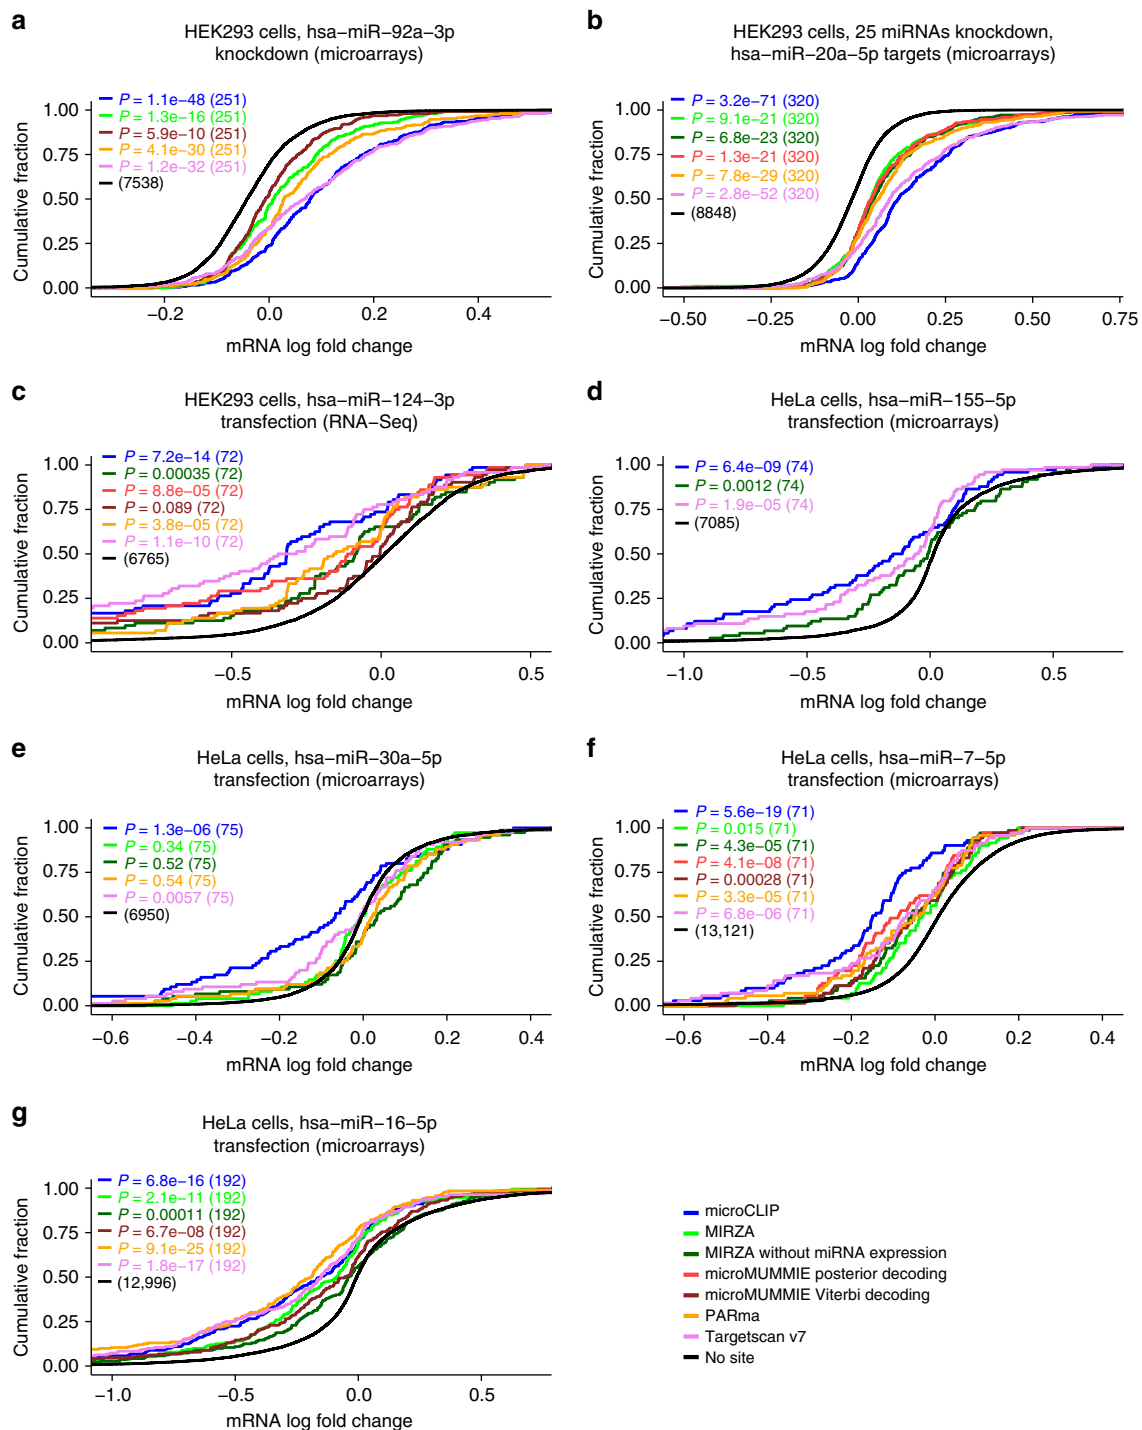 a
HEK293 cells, hsa−miR−92a−3p
knockdown (microarrays)
P = 1.1e−48 (251)
P = 1.3e−16 (251)
P = 5.9e−10 (251)
P = 4.1e−30 (251)
P = 1.2e−32 (251)
(7538)
Cumulative fraction
1.00
0.75
0.50
0.25
0.00
−0.2
0.0
0.2
0.4
mRNA log fold change
b
HEK293 cells, 25 miRNAs knockdown,
hsa−miR−20a−5p targets (microarrays)
P = 3.2e−71 (320)
P = 9.1e−21 (320)
P = 6.8e−23 (320)
P = 1.3e−21 (320)
P = 7.8e−29 (320)
P = 2.8e−52 (320)
(8848)
Cumulative fraction
1.00
0.75
0.50
0.25
0.00
−0.50
−0.25
0.00
0.25
0.50
0.75
mRNA log fold change
c
HEK293 cells, hsa−miR−124−3p
transfection (RNA−Seq)
P = 7.2e−14 (72)
P = 0.00035 (72)
P = 8.8e−05 (72)
P = 0.089 (72)
P = 3.8e−05 (72)
P = 1.1e−10 (72)
(6765)
Cumulative fraction
1.00
0.75
0.50
0.25
0.00
−0.5
0.0
0.5
mRNA log fold change
d
HeLa cells, hsa−miR−155−5p
transfection (microarrays)
P = 6.4e−09 (74)
P = 0.0012 (74)
P = 1.9e−05 (74)
(7085)
Cumulative fraction
1.00
0.75
0.50
0.25
0.00
−1.0
−0.5
0.0
0.5
mRNA log fold change
e
HeLa cells, hsa−miR−30a−5p
transfection (microarrays)
P = 1.3e−06 (75)
P = 0.34 (75)
P = 0.52 (75)
P = 0.54 (75)
P = 0.0057 (75)
(6950)
Cumulative fraction
1.00
0.75
0.50
0.25
0.00
−0.6
−0.4
−0.2
0.0
0.2
0.4
mRNA log fold change
f
HeLa cells, hsa−miR−7−5p
transfection (microarrays)
P = 5.6e−19 (71)
P = 0.015 (71)
P = 4.3e−05 (71)
P = 4.1e−08 (71)
P = 0.00028 (71)
P = 3.3e−05 (71)
P = 6.8e−06 (71)
(13,121)
Cumulative fraction
1.00
0.75
0.50
0.25
0.00
−0.6
−0.4
−0.2
0.0
0.2
0.4
mRNA log fold change
g
HeLa cells, hsa−miR−16−5p
transfection (microarrays)
P = 6.8e−16 (192)
P = 2.1e−11 (192)
P = 0.00011 (192)
P = 6.7e−08 (192)
P = 9.1e−25 (192)
P = 1.8e−17 (192)
(12,996)
Cumulative fraction
1.00
0.75
0.50
0.25
0.00
−1.0
−0.5
0.0
0.5
mRNA log fold change
microCLIP
MIRZA
MIRZA without miRNA expression
microMUMMIE posterior decoding
microMUMMIE Viterbi decoding
PARma
Targetscan v7
No site